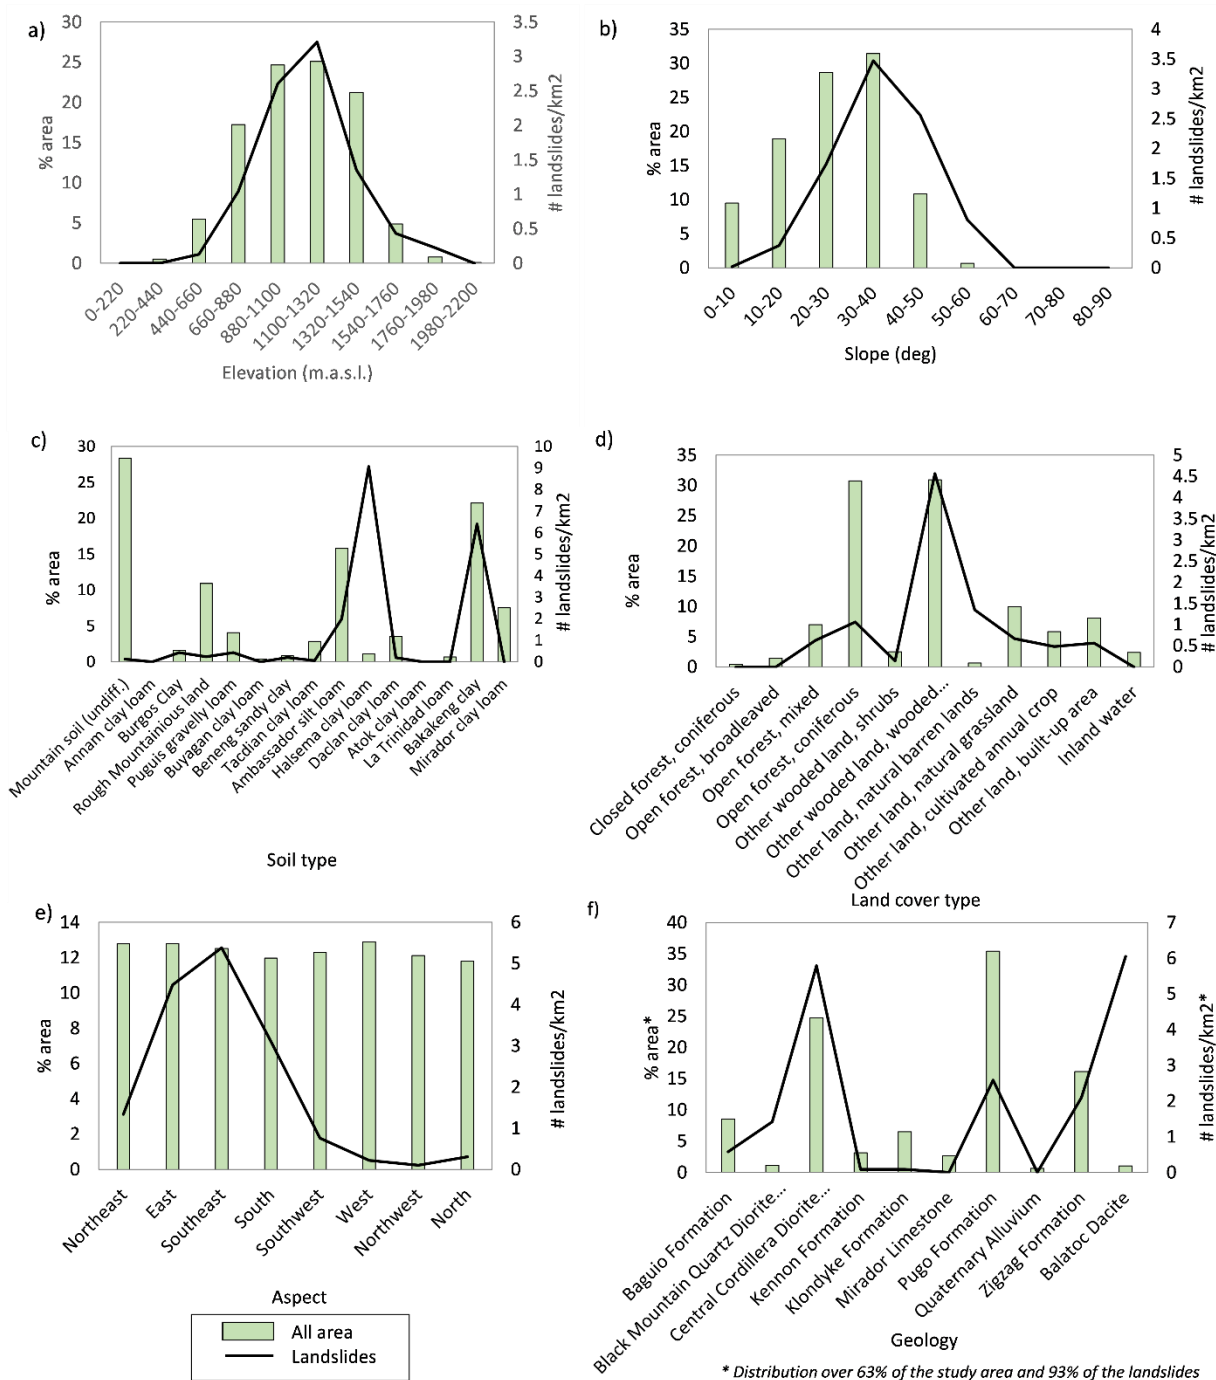 a)
30
25
20
15
10
5
0
% area
3.5
3
2.5
2
1.5
1
0.5
0
# landslides/km2
0-220
220-440
440-660
660-880
880-1100
1100-1320
1320-1540
1540-1760
1760-1980
1980-2200
Elevation (m.a.s.l.)
b)
35
30
25
20
15
10
5
0
% area
4
3.5
3
2.5
2
1.5
1
0.5
0
# landslides/km2
0-10
10-20
20-30
30-40
40-50
50-60
60-70
70-80
80-90
Slope (deg)
c)
30
25
20
15
10
5
0
% area
10
9
8
7
6
5
4
3
2
1
0
# landslides/km2
Mountain soil (undiff.)
Annam clay loam
Burgos Clay
Rough Mountainious land
Puguis gravelly loam
Buyagan clay loam
Beneng sandy clay
Tacdian clay loam
Ambassador silt loam
Halsema clay loam
Daclan clay loam
Atok clay loam
La Trinidad loam
Bakakeng clay
Mirador clay loam
Soil type
d)
35
30
25
20
15
10
5
0
% area
5
4.5
4
3.5
3
2.5
2
1.5
1
0.5
0
# landslides/km2
Closed forest, coniferous
Open forest, broadleaved
Open forest, mixed
Open forest, coniferous
Other wooded land, shrubs
Other wooded land, wooded...
Other land, natural barren lands
Other land, natural grassland
Other land, cultivated annual crop
Other land, built-up area
Inland water
Land cover type
e)
14
12
10
8
6
4
2
0
% area
6
5
4
3
2
1
0
# landslides/km2
Northeast
East
Southeast
South
Southwest
West
Northwest
North
Aspect
All area
Landslides
f)
40
35
30
25
20
15
10
5
0
% area*
7
6
5
4
3
2
1
0
# landslides/km2*
Baguio Formation
Black Mountain Quartz Diorite...
Central Cordillera Diorite...
Kennon Formation
Klondyke Formation
Mirador Limestone
Pugo Formation
Quaternary Alluvium
Zigzag Formation
Balatoc Dacite
Geology
* Distribution over 63% of the study area and 93% of the landslides